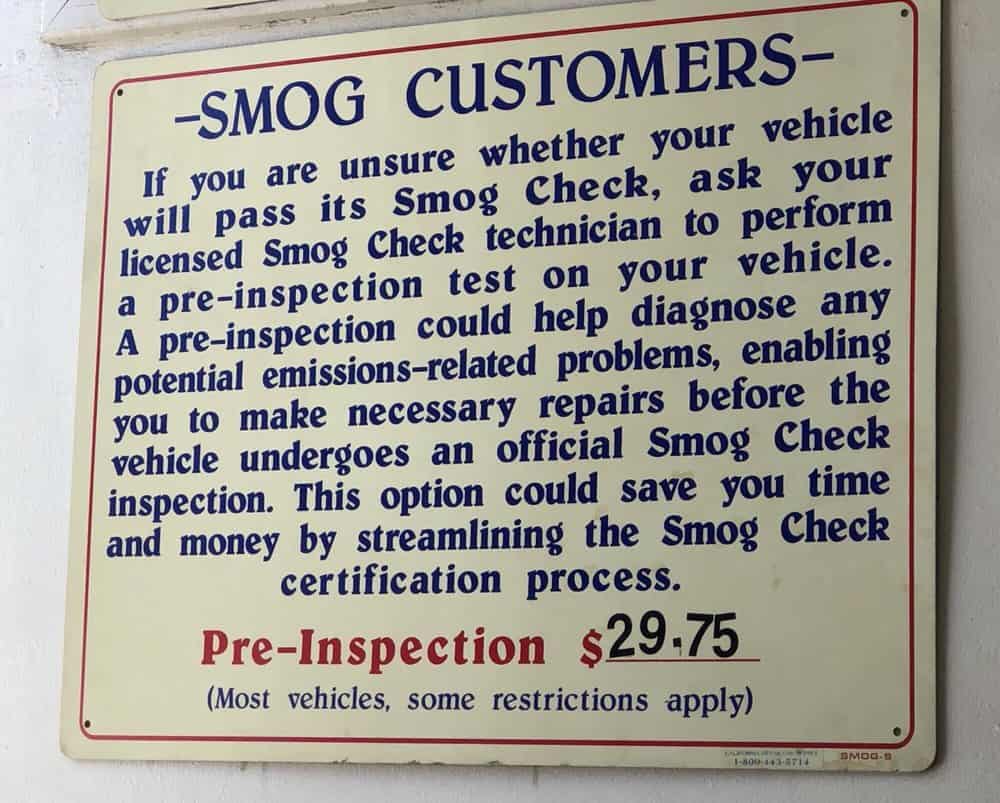 -SMOG CUSTOMERS-
If you are unsure whether your vehicle
will pass its Smog Check, ask your
licensed Smog Check technician to perform
a pre-inspection test on your vehicle.
A pre-inspection could help diagnose any
potential emissions-related problems, enabling
you to make necessary repairs before the
vehicle undergoes an official Smog Check
inspection. This option could save you time
and money by streamlining the Smog Check
certification process.
Pre-Inspection $29.75
(Most vehicles, some restrictions apply)
1-800-443-5714
SMOG-S